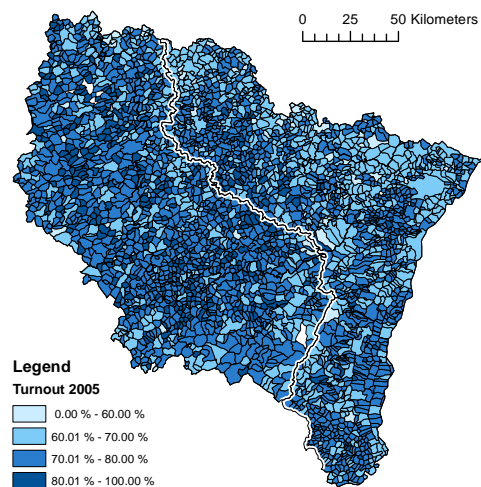 0 25 50 Kilometers
Legend
Turnout 2005
0.00 % - 60.00 %
60.01 % - 70.00 %
70.01 % - 80.00 %
80.01 % - 100.00 %